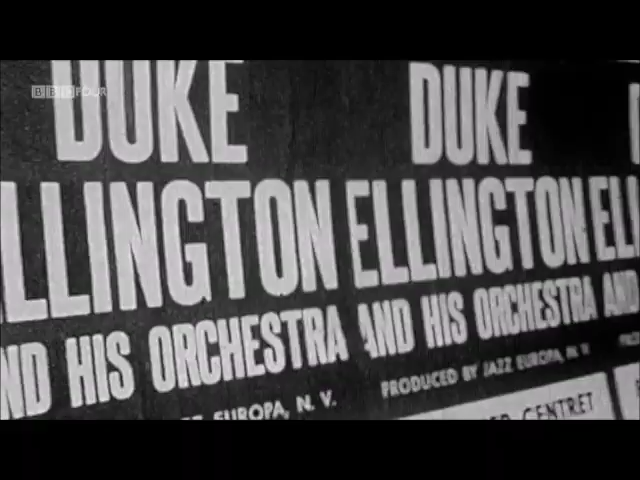 BBC FOUR
DUKE DUKE
LLINGTON ELLINGTON ELL
ND HIS ORCHESTRA AND HIS ORCHESTRA AND
EUROPA, N. V. PRODUCED BY JAZZ EUROPA, N. V.
CENTRET